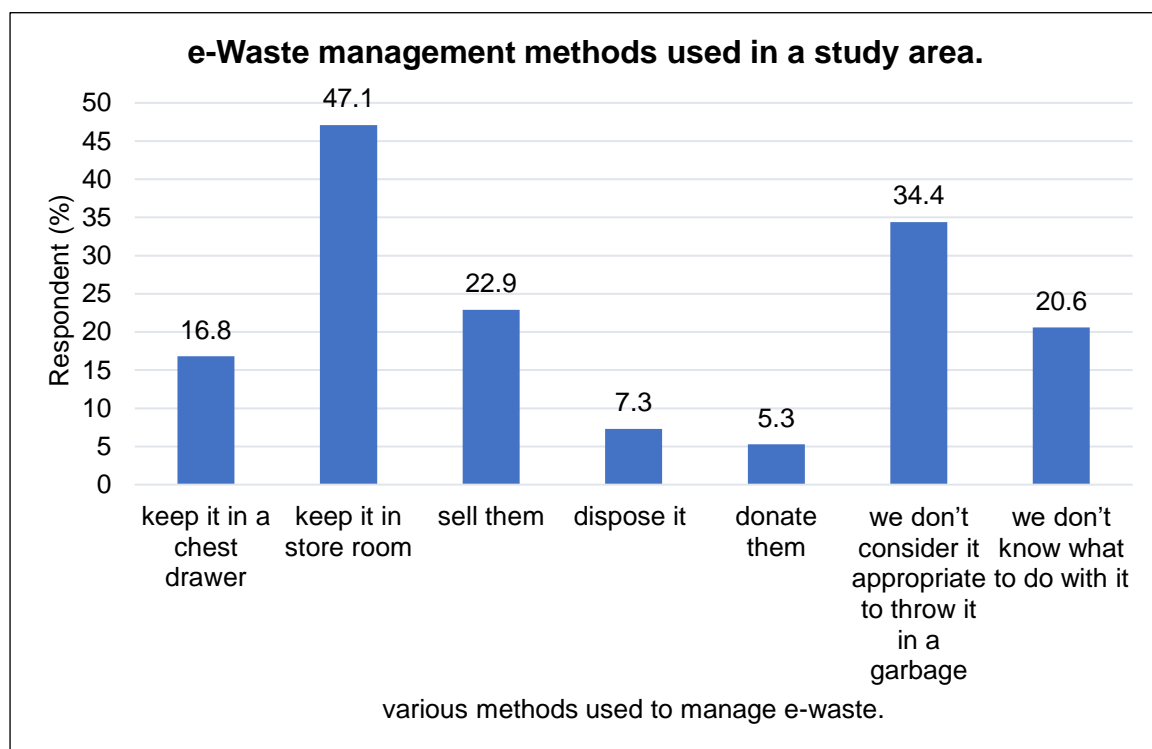 e-Waste management methods used in a study area.
50
45
40
35
30
25
20
15
10
5
0
Respondent (%)
16.8
47.1
22.9
7.3
5.3
34.4
20.6
keep it in a
chest
drawer
keep it in
store room
sell them
dispose it
donate
them
we don’t
consider it
appropriate
to throw it
in a
garbage
we don’t
know what
to do with it
various methods used to manage e-waste.